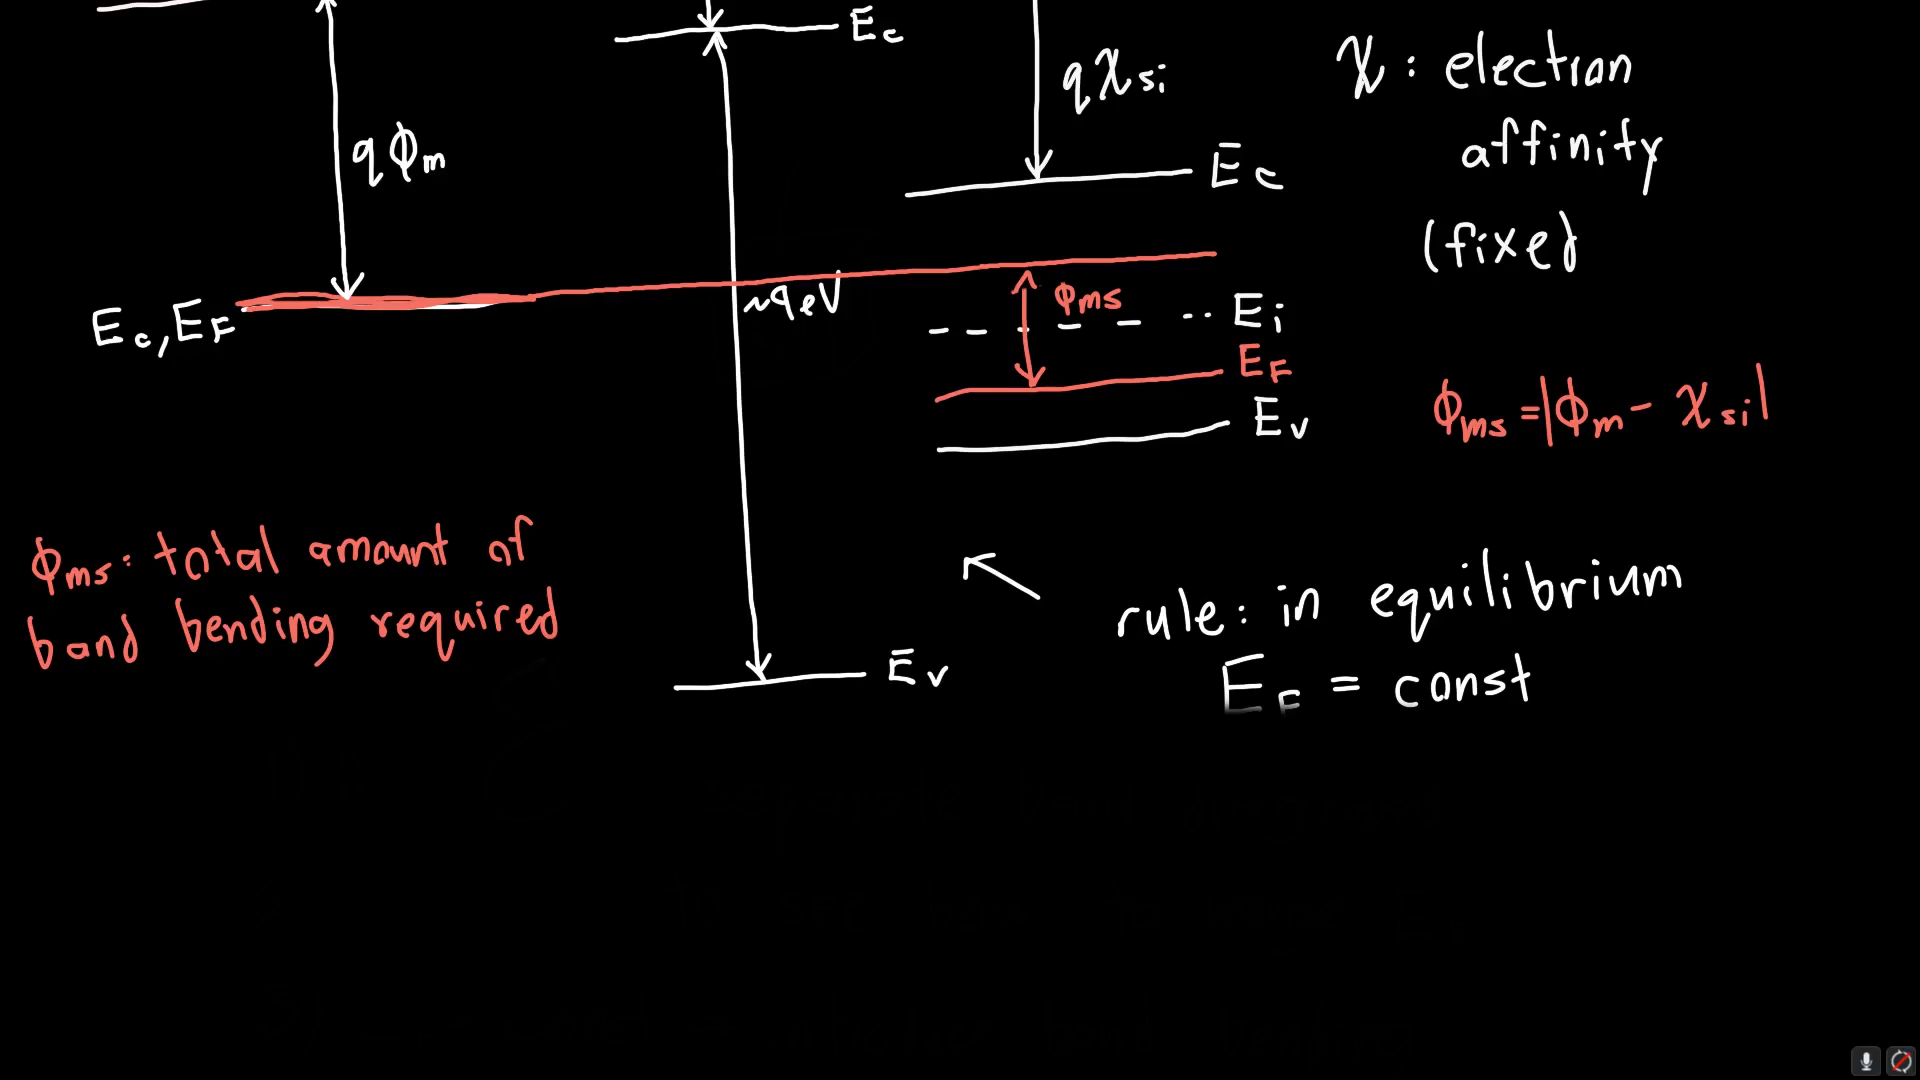 Ec
qχsi
χ: electron
affinity
(fixed
qϕm
Ec
Ec, EF
~9eV
ϕms
Ei
EF
Ev
ϕms = |ϕm - χsi|
ϕms: total amount of
band bending required
rule: in equilibrium
EF = const
Ev